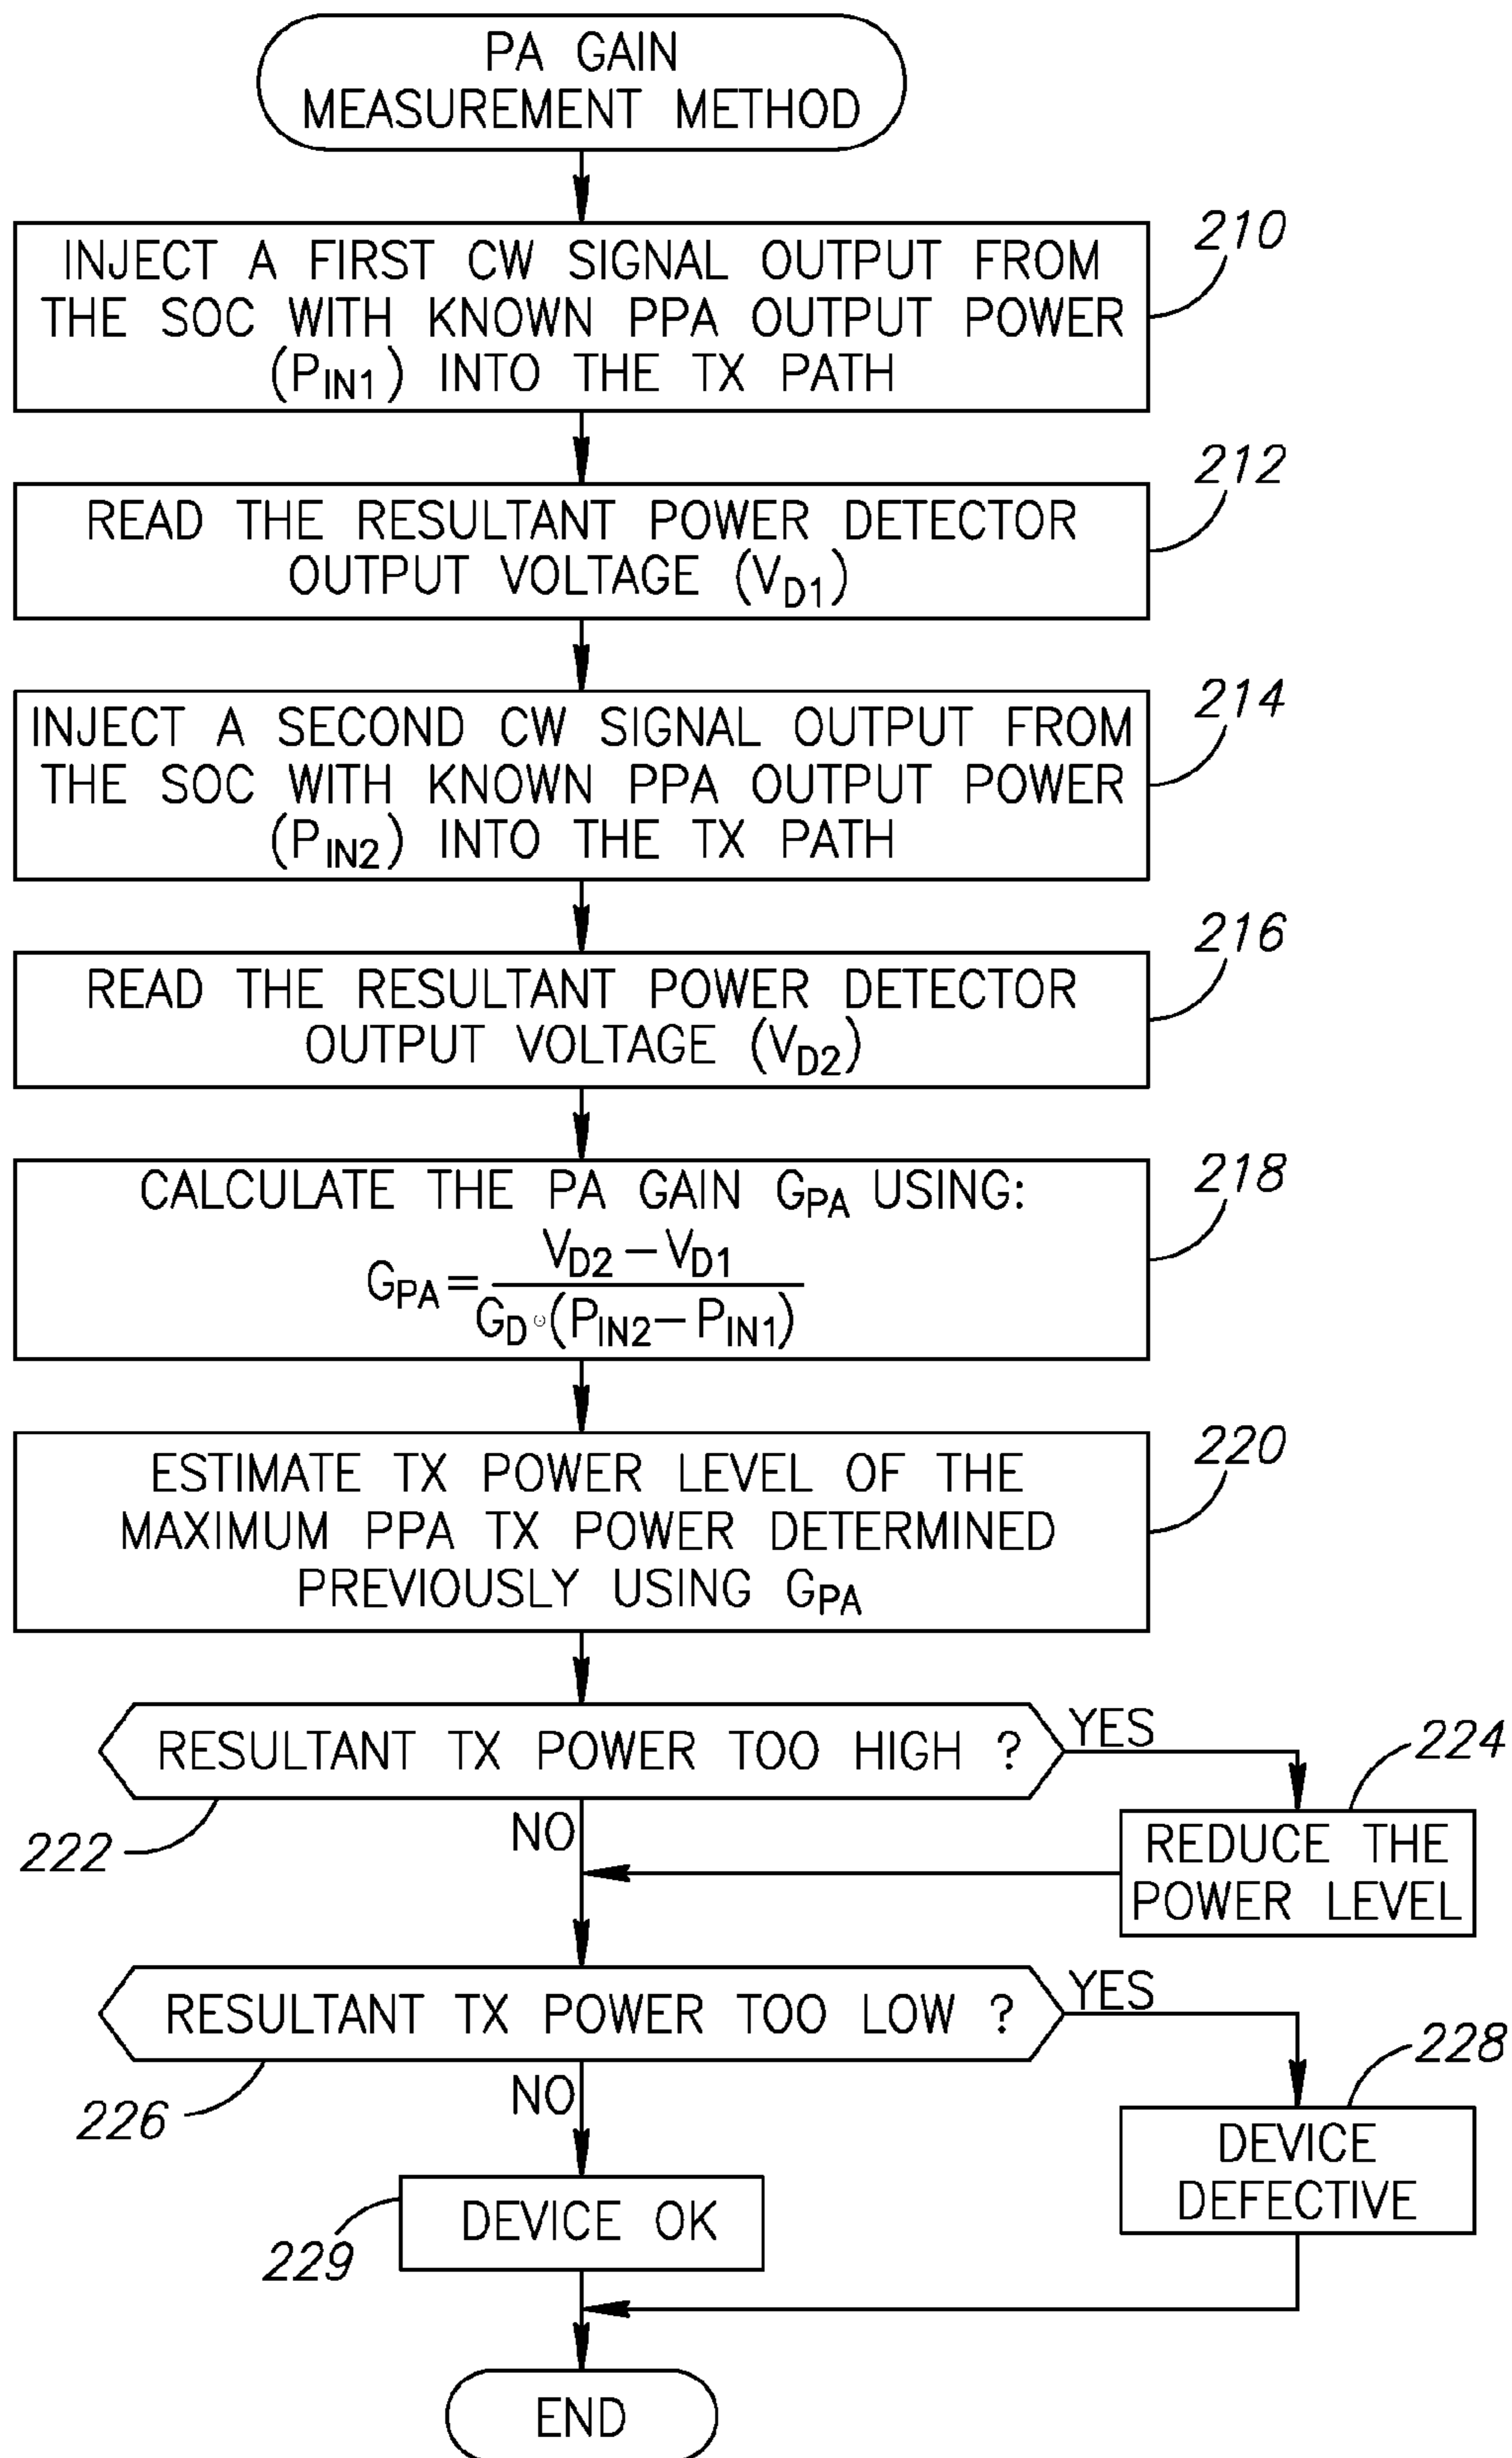 PA GAIN
MEASUREMENT METHOD
INJECT A FIRST CW SIGNAL OUTPUT FROM
THE SOC WITH KNOWN PPA OUTPUT POWER
(PIN1) INTO THE TX PATH
210
READ THE RESULTANT POWER DETECTOR
OUTPUT VOLTAGE (VD1)
212
INJECT A SECOND CW SIGNAL OUTPUT FROM
THE SOC WITH KNOWN PPA OUTPUT POWER
(PIN2) INTO THE TX PATH
214
READ THE RESULTANT POWER DETECTOR
OUTPUT VOLTAGE (VD2)
216
CALCULATE THE PA GAIN GPA USING:
GPA = VD2 – VD1
GD ⊙ (PIN2 – PIN1)
218
ESTIMATE TX POWER LEVEL OF THE
MAXIMUM PPA TX POWER DETERMINED
PREVIOUSLY USING GPA
220
RESULTANT TX POWER TOO HIGH ?
YES
222
NO
224
REDUCE THE
POWER LEVEL
RESULTANT TX POWER TOO LOW ?
YES
226
NO
228
DEVICE
DEFECTIVE
DEVICE OK
229
END